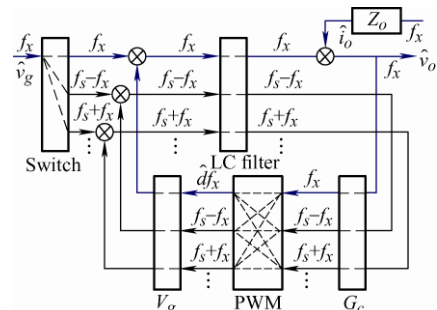 f_x f_x f_x f_x Z_o f_x
î_o
v̂_g f_x v̂_o
f_s–f_x f_s–f_x f_s–f_x
f_s+f_x f_s+f_x f_s+f_x
⋮ ⋮ ⋮
Switch LC filter
d̂f_x f_x
f_s–f_x f_s–f_x
f_s+f_x f_s+f_x
⋮ ⋮
V_g PWM G_c